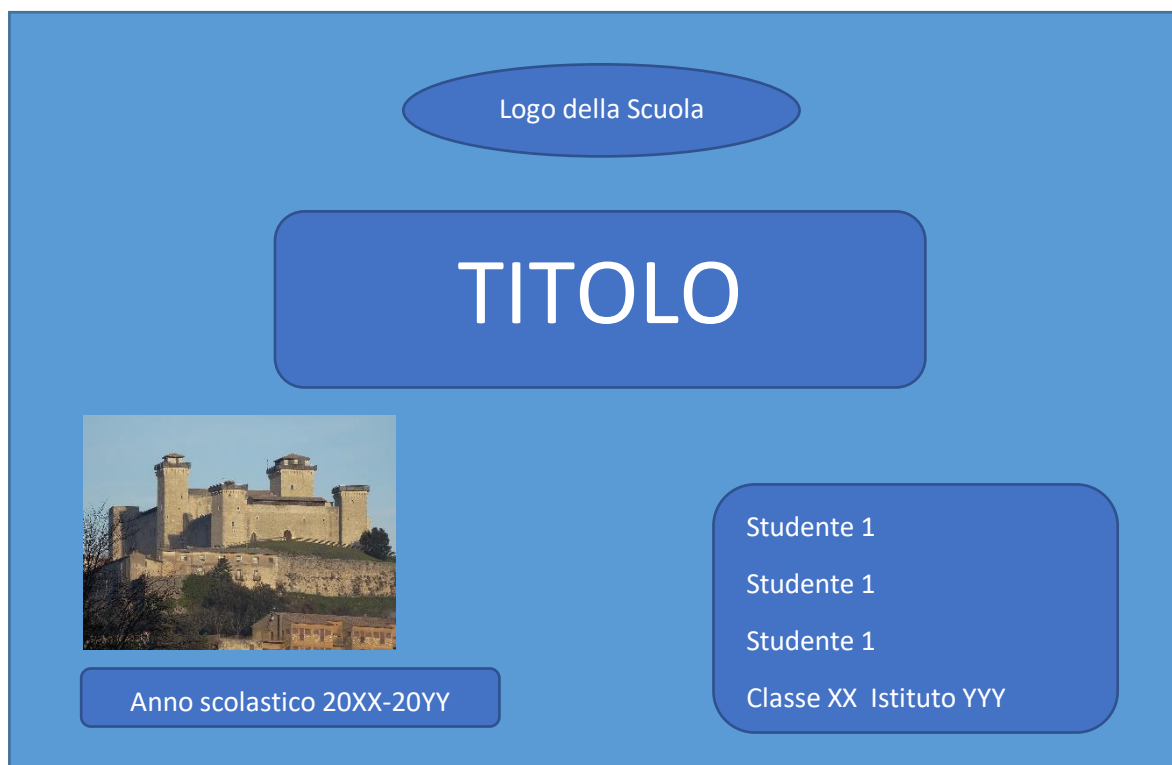 Logo della Scuola
TITOLO
Studente 1
Studente 1
Studente 1
Classe XX  Istituto YYY
Anno scolastico 20XX-20YY